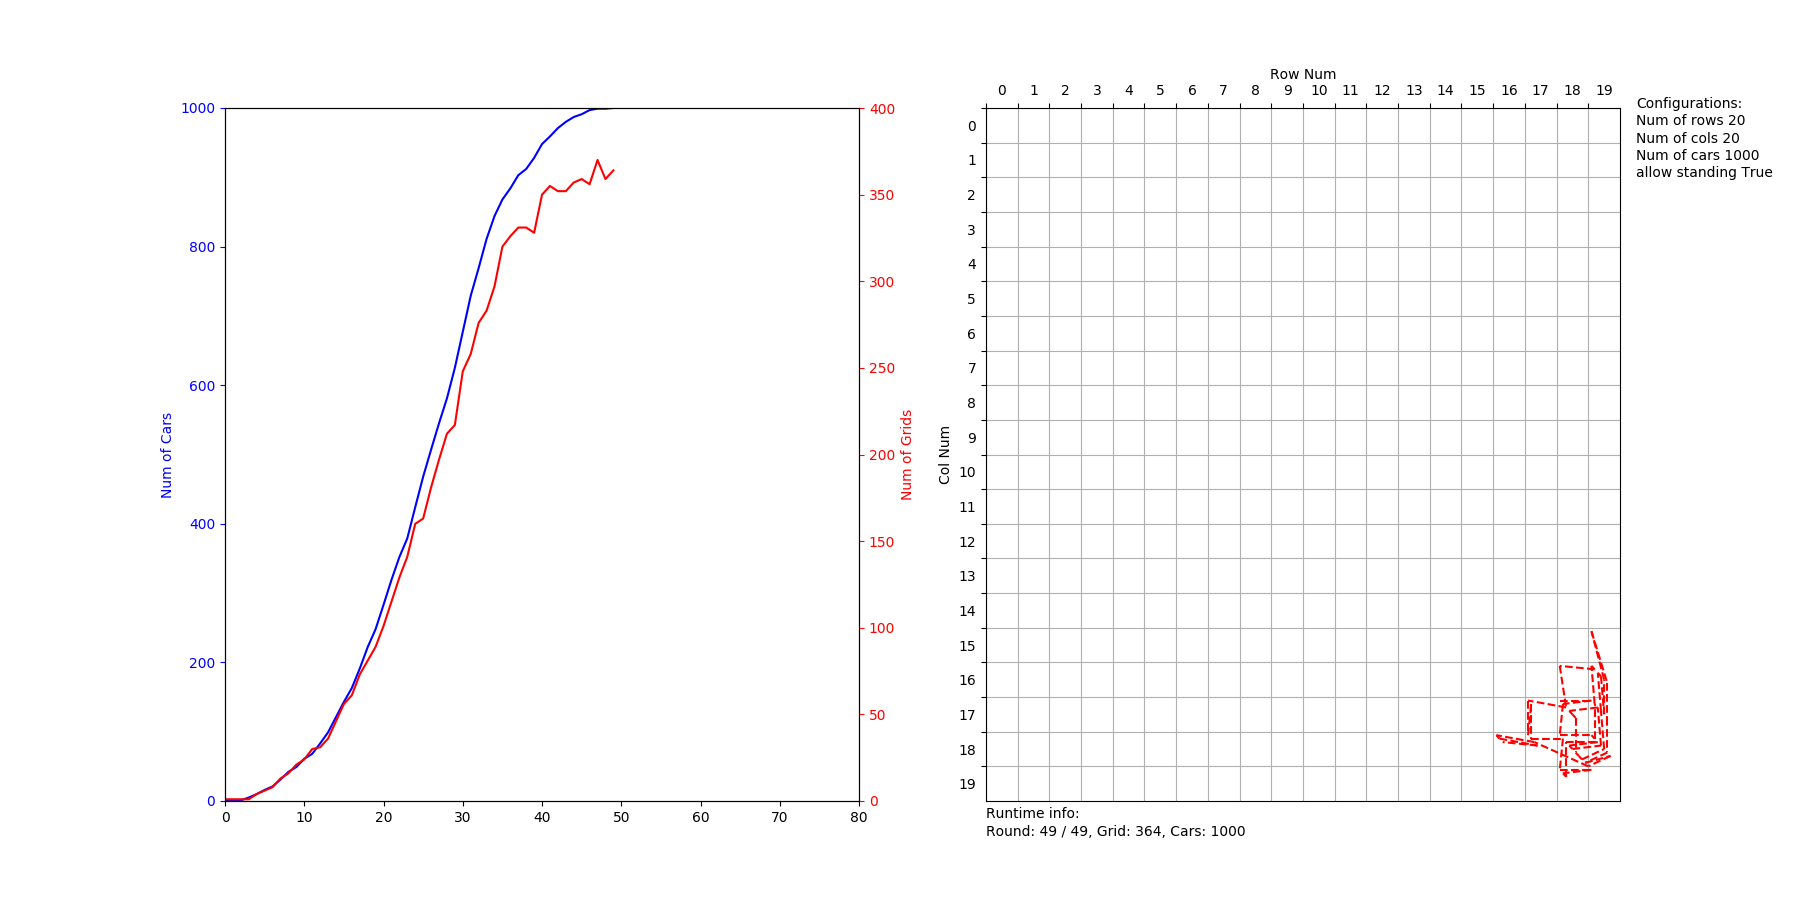 Num of Cars
1000
800
600
400
200
0
0 10 20 30 40 50 60 70 80
400
350
300
250
200
150
100
50
0
Num of Grids
Row Num
0 1 2 3 4 5 6 7 8 9 10 11 12 13 14 15 16 17 18 19
Col Num
0
1
2
3
4
5
6
7
8
9
10
11
12
13
14
15
16
17
18
19
Configurations:
Num of rows 20
Num of cols 20
Num of cars 1000
allow standing True
Runtime info:
Round: 49 / 49, Grid: 364, Cars: 1000